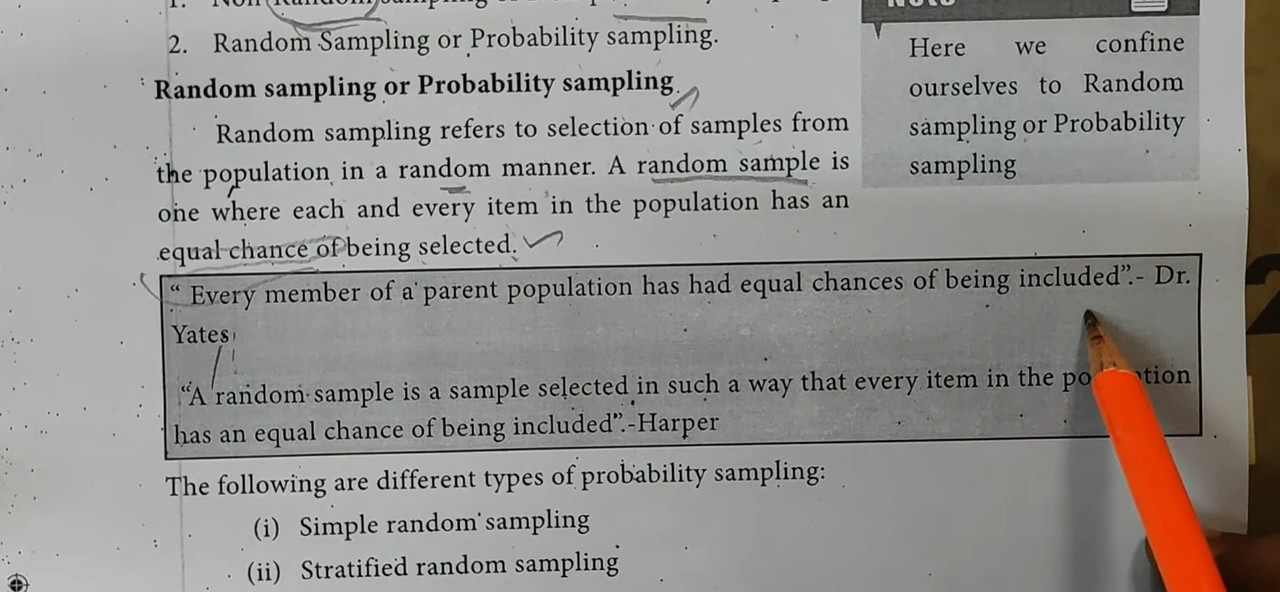 2. Random Sampling or Probability sampling.
Random sampling or Probability sampling
Random sampling refers to selection of samples from
the population in a random manner. A random sample is
one where each and every item in the population has an
equal chance of being selected.
Note
Here we confine
ourselves to Random
sampling or Probability
sampling
“ Every member of a parent population has had equal chances of being included”.- Dr.
Yates
“A random sample is a sample selected in such a way that every item in the
has an equal chance of being included”.-Harper
The following are different types of probability sampling:
(i) Simple random sampling
(ii) Stratified random sampling